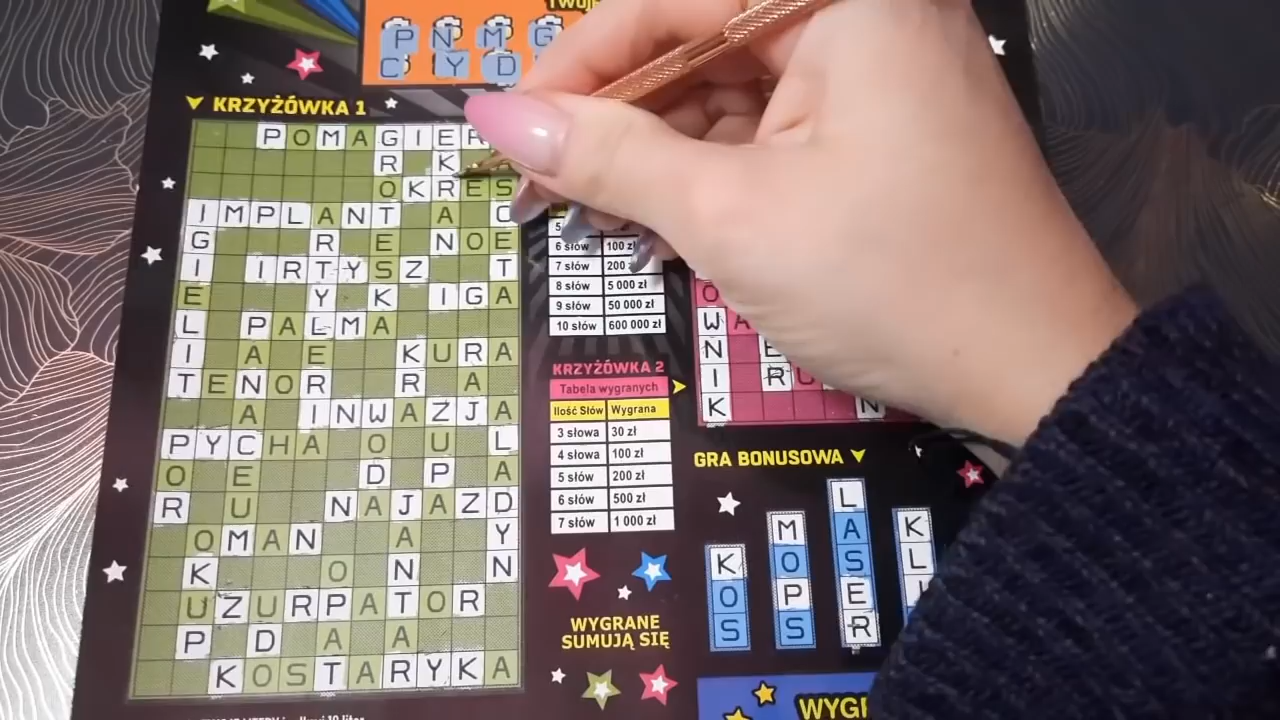 P N M G
C Y D
KRZYŻÓWKA 1
POMAGIER
R K
OKRES
IMPLANT A C
G R E NOE
I IRTYSZ T
E Y K IGA
L PALMA
I A E KURA
TENOR R A
A INWAZJA
PYCHA O U L
O E D P A
R U NAJAZD
OMAN A Y
K O N N
UZURPATOR
P D A A
KOSTARYKA
5
6 słów 100 zł
7 słów 200
8 słów 5 000 zł
9 słów 50 000 zł
10 słów 600 000 zł
KRZYŻÓWKA 2
Tabela wygranych
Ilość Słów Wygrana
3 słowa 30 zł
4 słowa 100 zł
5 słów 200 zł
6 słów 500 zł
7 słów 1 000 zł
WYGRANE
SUMUJĄ SIĘ
O
W A
N E
I R U
K N
GRA BONUSOWA
KOS
MOPS
LASER
KL